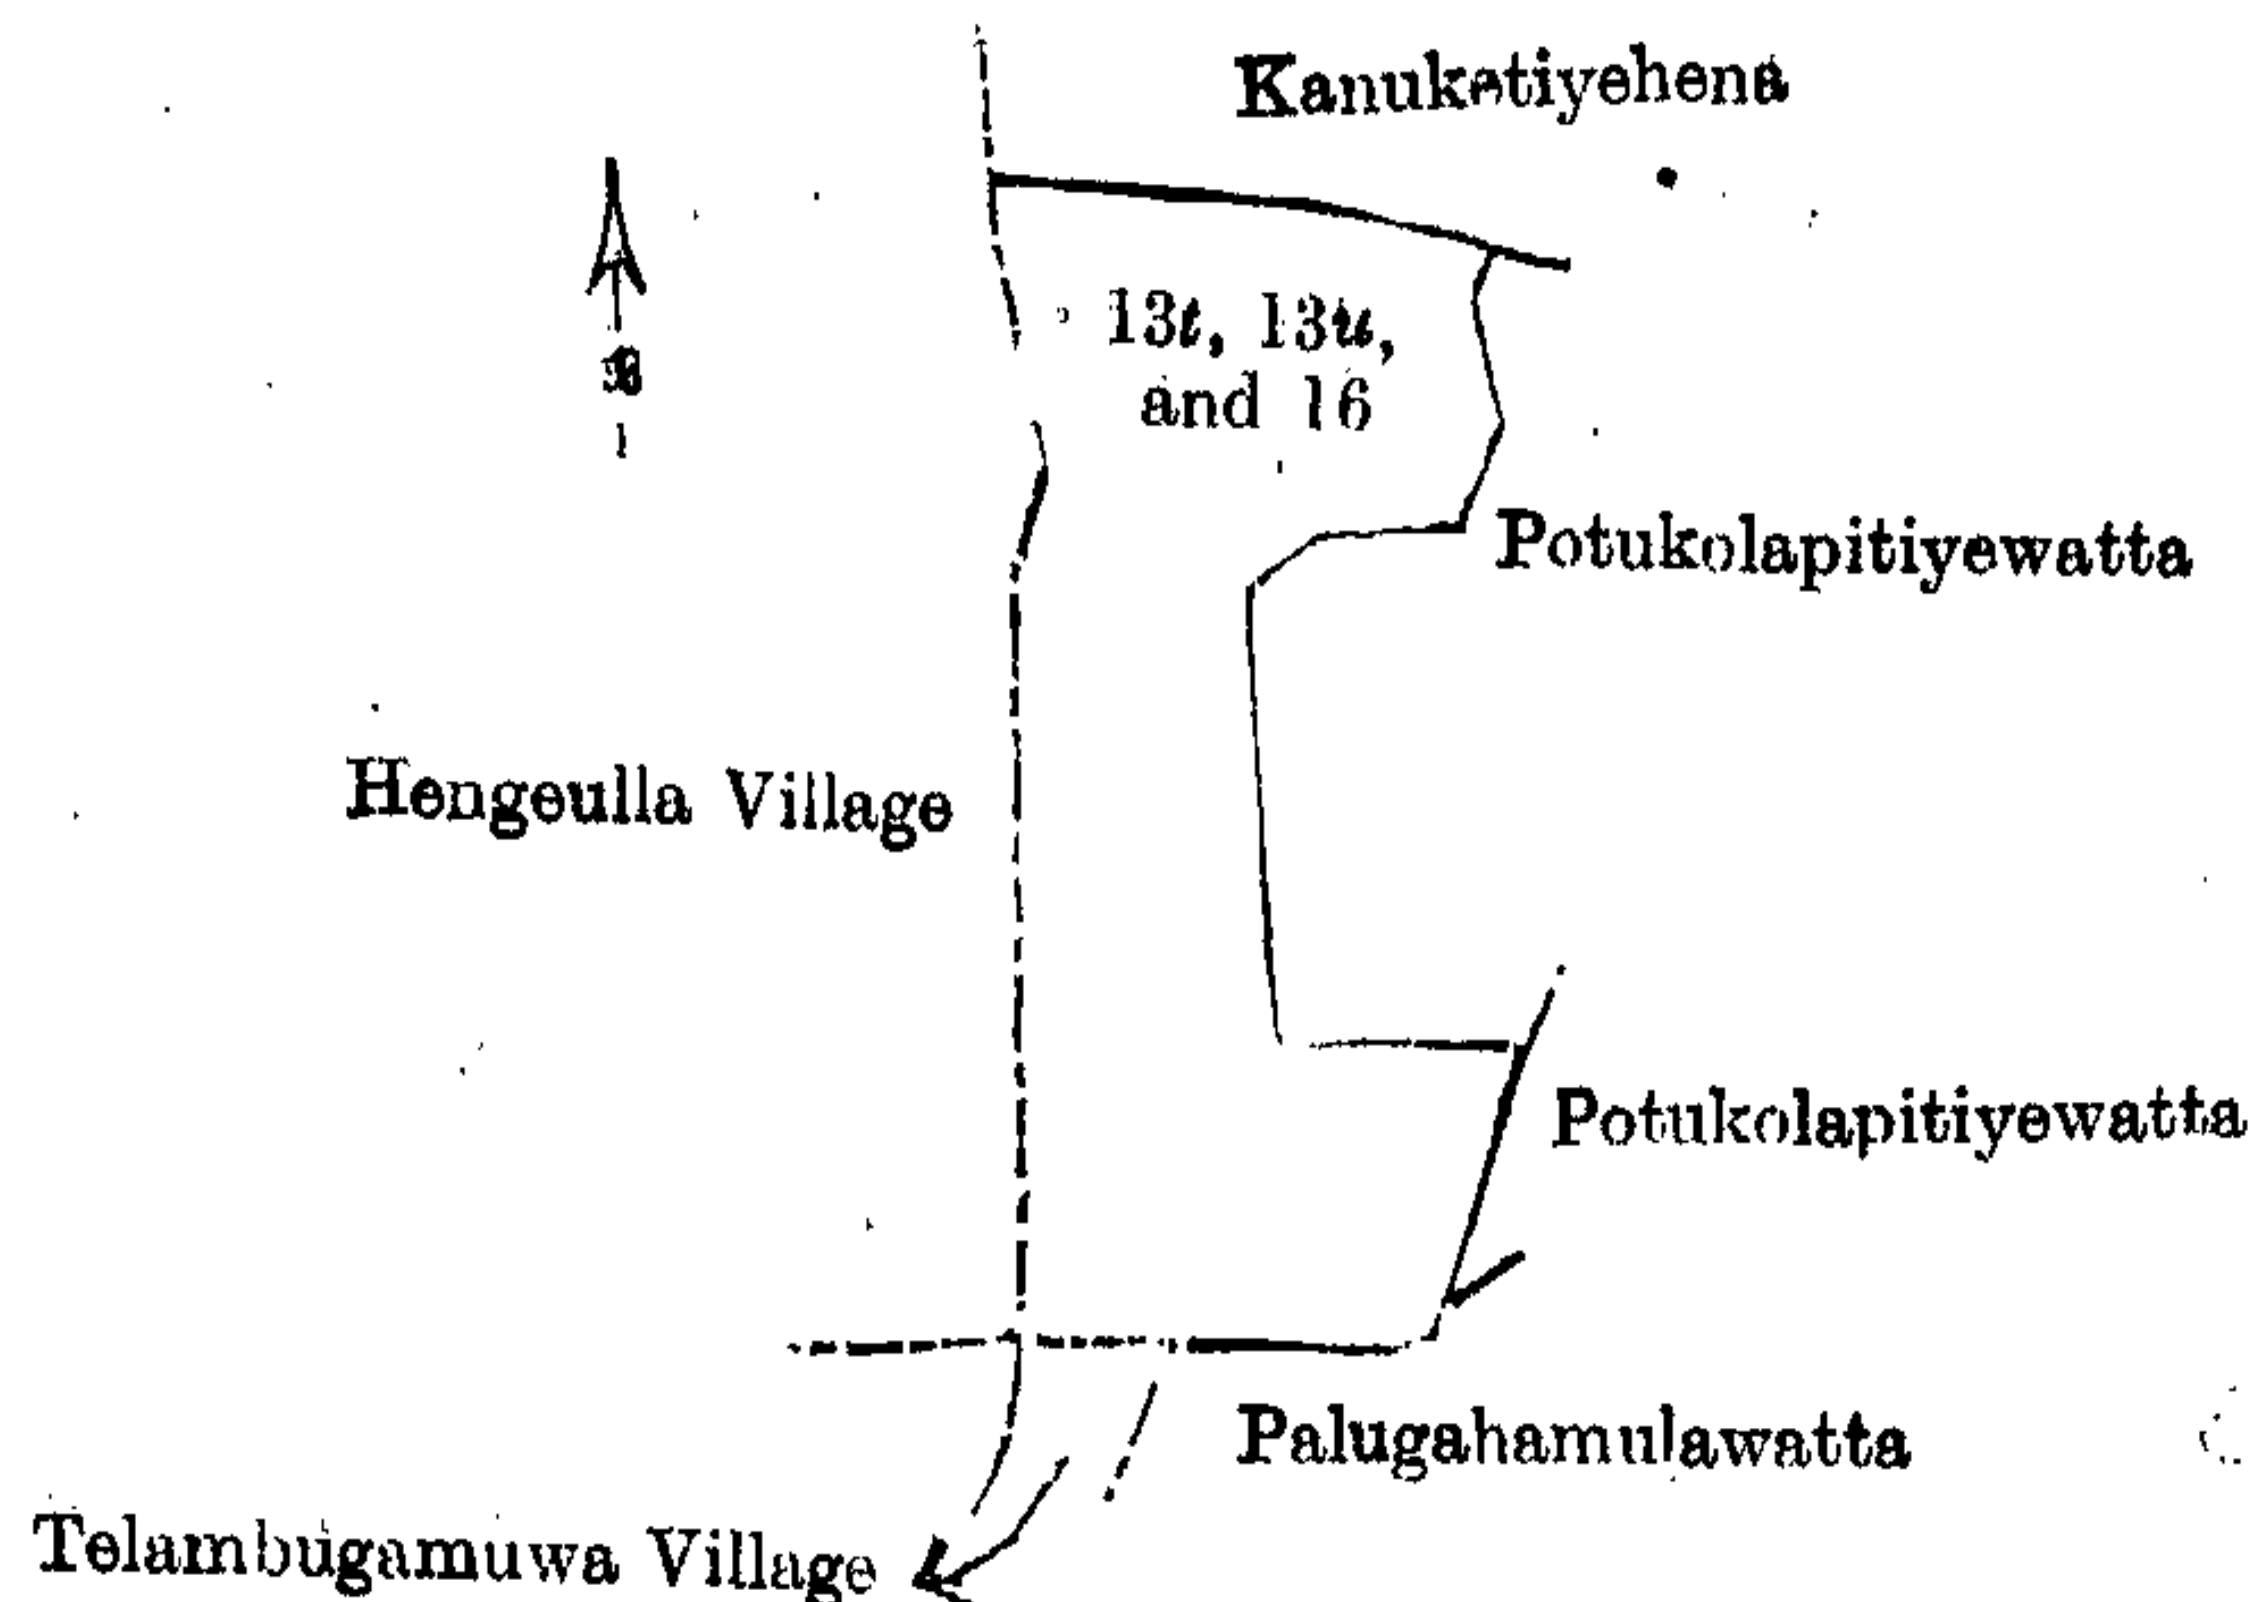 Kanuketiyehena
13t, 13u,
and 16
Potukolapitiyewatta
Hengeulla Village
Potukolapitiyewatta
Palugahamulawatta
Telambugamuwa Village